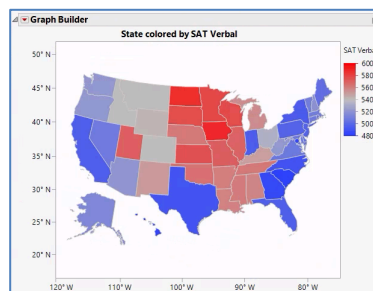 Graph Builder
State colored by SAT Verbal
50° N
45° N
40° N
35° N
30° N
25° N
20° N
120°W
110°W
100°W
90°W
80°W
SAT Verba
600
580
560
540
520
500
480